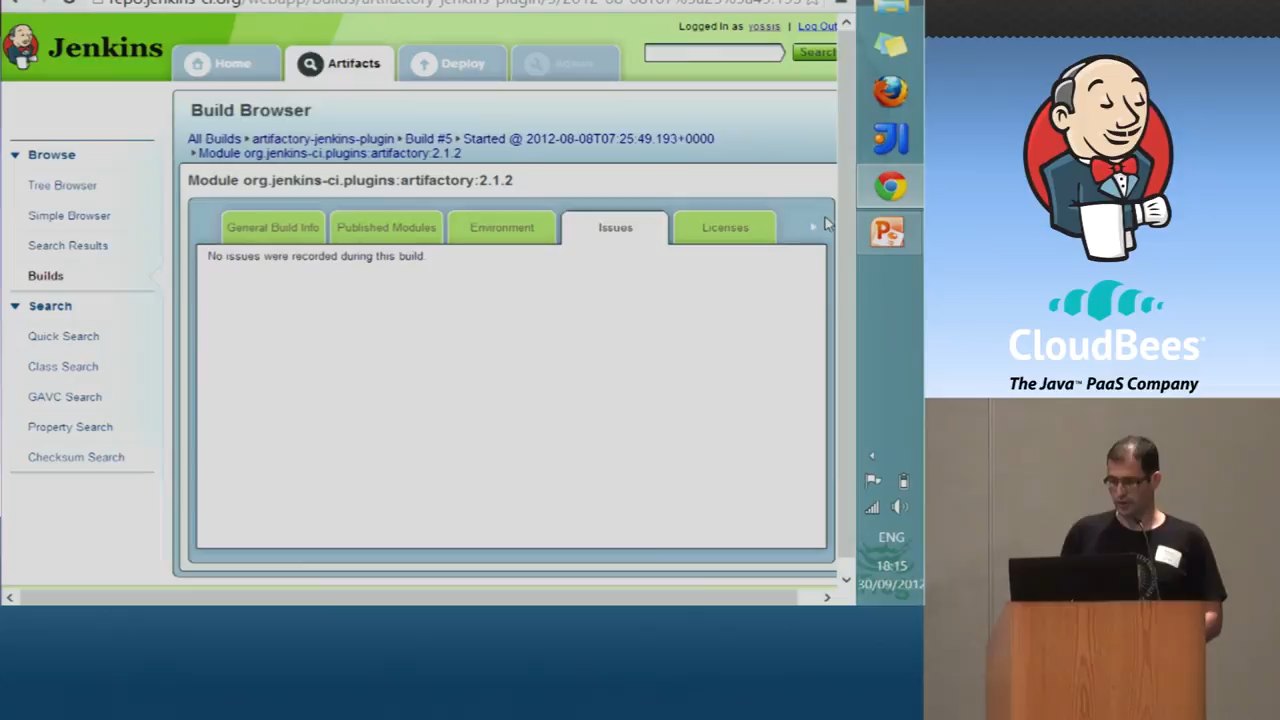 Logged in as yossis | Log Out
Jenkins
Home
Artifacts
Deploy
Search
Build Browser
All Builds artifactory-jenkins-plugin Build #5 Started @ 2012-08-08T07:25:49.193+0000
Module org.jenkins-ci.plugins:artifactory:2.1.2
Module org.jenkins-ci.plugins:artifactory:2.1.2
General Build Info
Published Modules
Environment
Issues
Licenses
No issues were recorded during this build.
Browse
Tree Browser
Simple Browser
Search Results
Builds
Search
Quick Search
Class Search
GAVC Search
Property Search
Checksum Search
ENG
18:15
30/09/2012
CloudBees
The Java™ PaaS Company